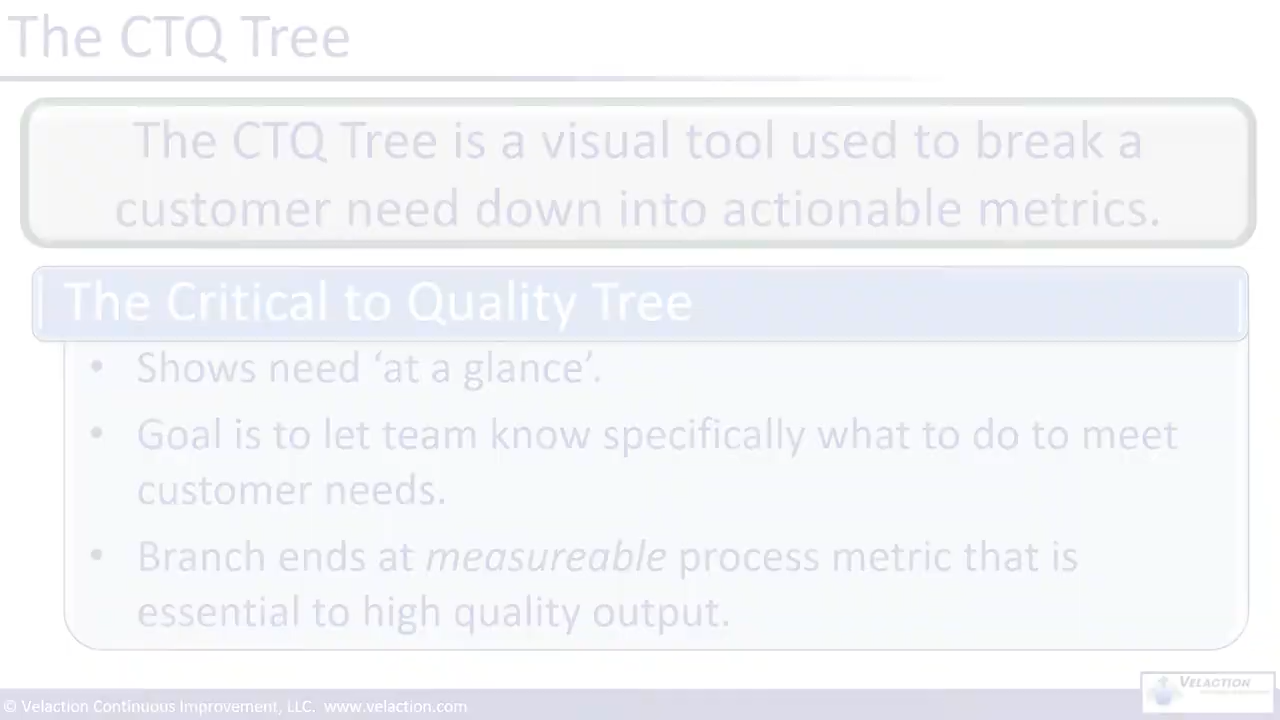 The CTQ Tree
The CTQ Tree is a visual tool used to break a
customer need down into actionable metrics.
The Critical to Quality Tree
• Shows need ‘at a glance’.
• Goal is to let team know specifically what to do to meet
customer needs.
• Branch ends at measureable process metric that is
essential to high quality output.
© Velaction Continuous Improvement, LLC. www.velaction.com
VELACTION